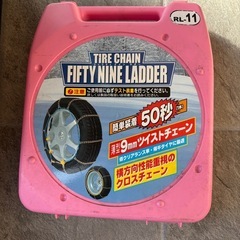 RL-11
TIRE CHAIN
FIFTY NINE LADDER
ご使用前に必ずテスト装着を行ってください。
簡単装着50秒
9mmツイストチェーン
横方向性能重視の
クロスチェーン